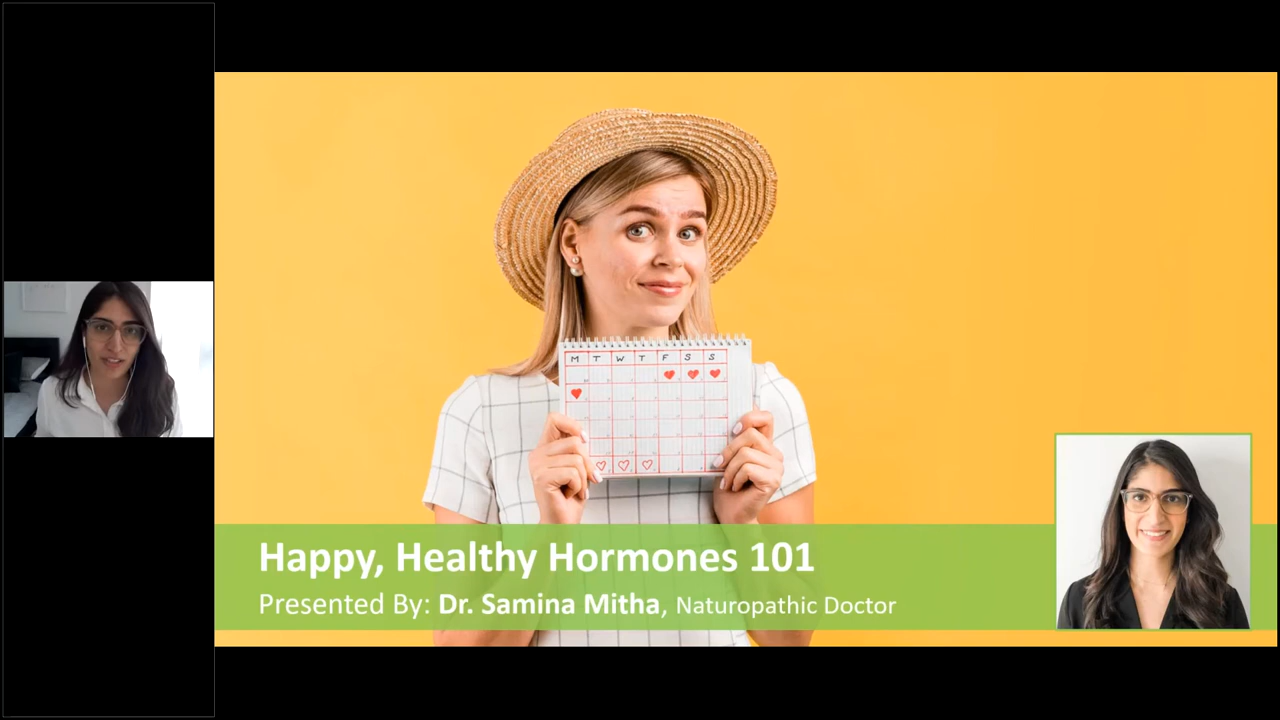 M T W T F S S
Happy, Healthy Hormones 101
Presented By: Dr. Samina Mitha, Naturopathic Doctor